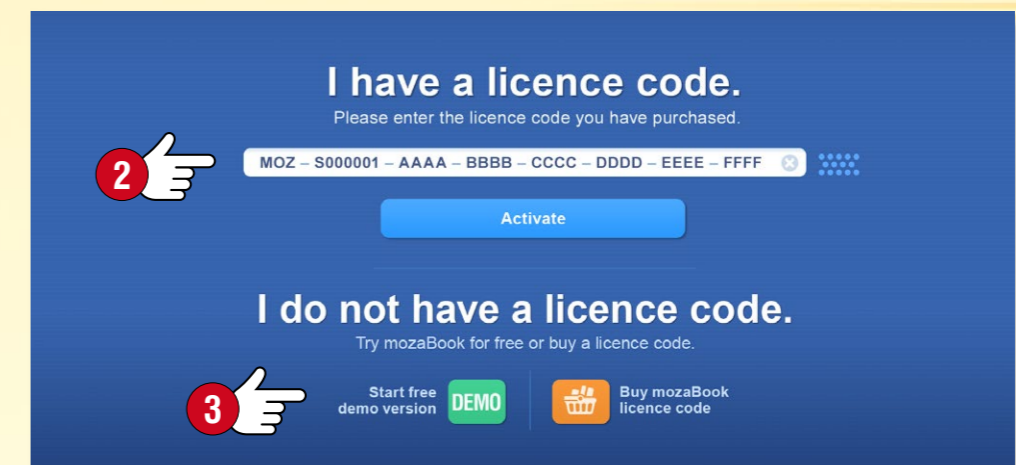 I have a licence code.
Please enter the licence code you have purchased.
2
MOZ – S000001 – AAAA – BBBB – CCCC – DDDD – EEEE – FFFF
Activate
I do not have a licence code.
Try mozaBook for free or buy a licence code.
3
Start free
demo version
DEMO
Buy mozaBook
licence code